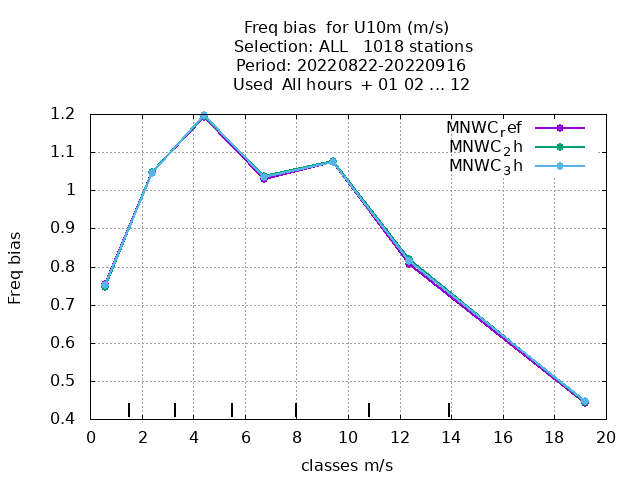 Freq bias  for U10m (m/s)
Selection: ALL   1018 stations
Period: 20220822-20220916
Used  All hours  + 01 02 ... 12
MNWC_ref
MNWC_2h
MNWC_3h
1.2
1.1
1
0.9
0.8
0.7
0.6
0.5
0.4
Freq bias
0 2 4 6 8 10 12 14 16 18 20
classes m/s